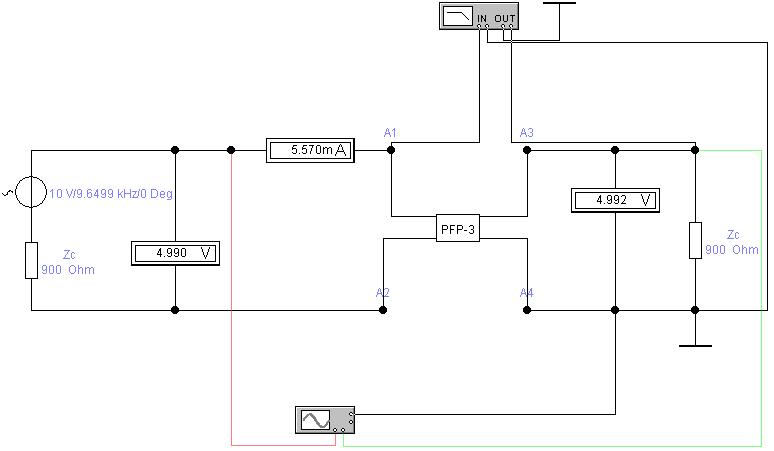 IN OUT
A1
A3
5.570m A
10 V/9.6499 kHz/0 Deg
4.992 V
PFP-3
Zc
900 Ohm
4.990 V
Zc
900 Ohm
A2
A4